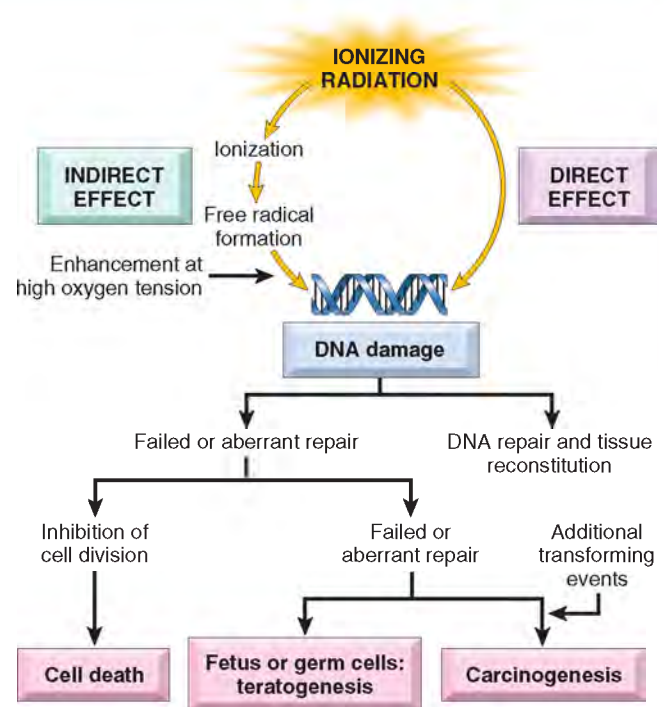 IONIZING
RADIATION
Ionization
INDIRECT
EFFECT
DIRECT
EFFECT
Free radical
formation
Enhancement at
high oxygen tension
DNA damage
Failed or aberrant repair
DNA repair and tissue
reconstitution
Inhibition of
cell division
Failed or
aberrant repair
Additional
transforming
events
Cell death
Fetus or germ cells:
teratogenesis
Carcinogenesis